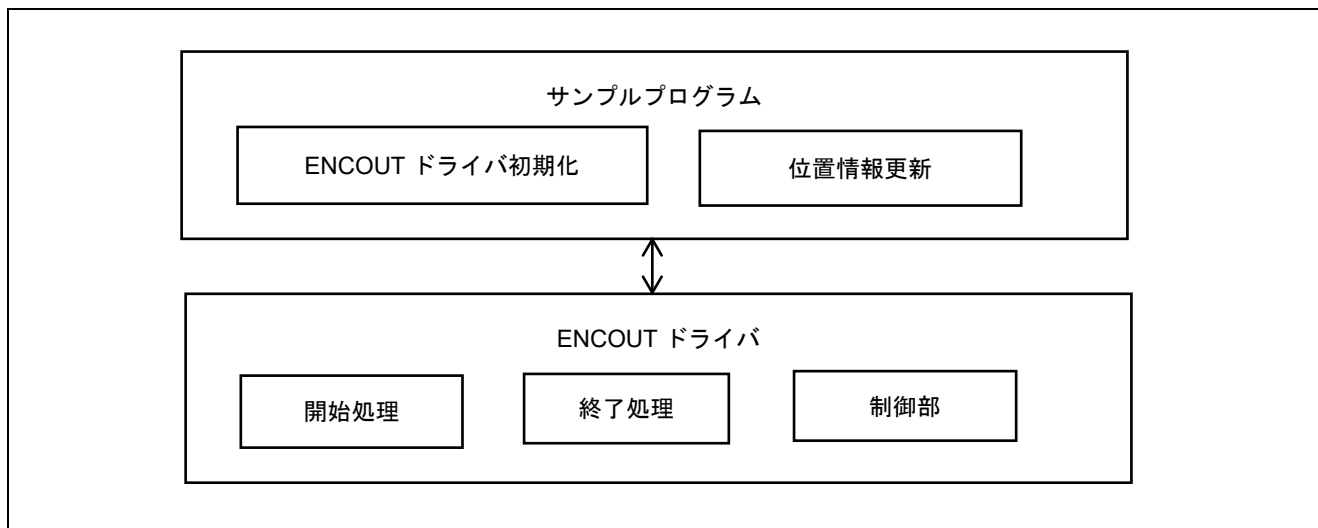 サンプルプログラム
ENCOUT ドライバ初期化
位置情報更新
ENCOUT ドライバ
開始処理
終了処理
制御部